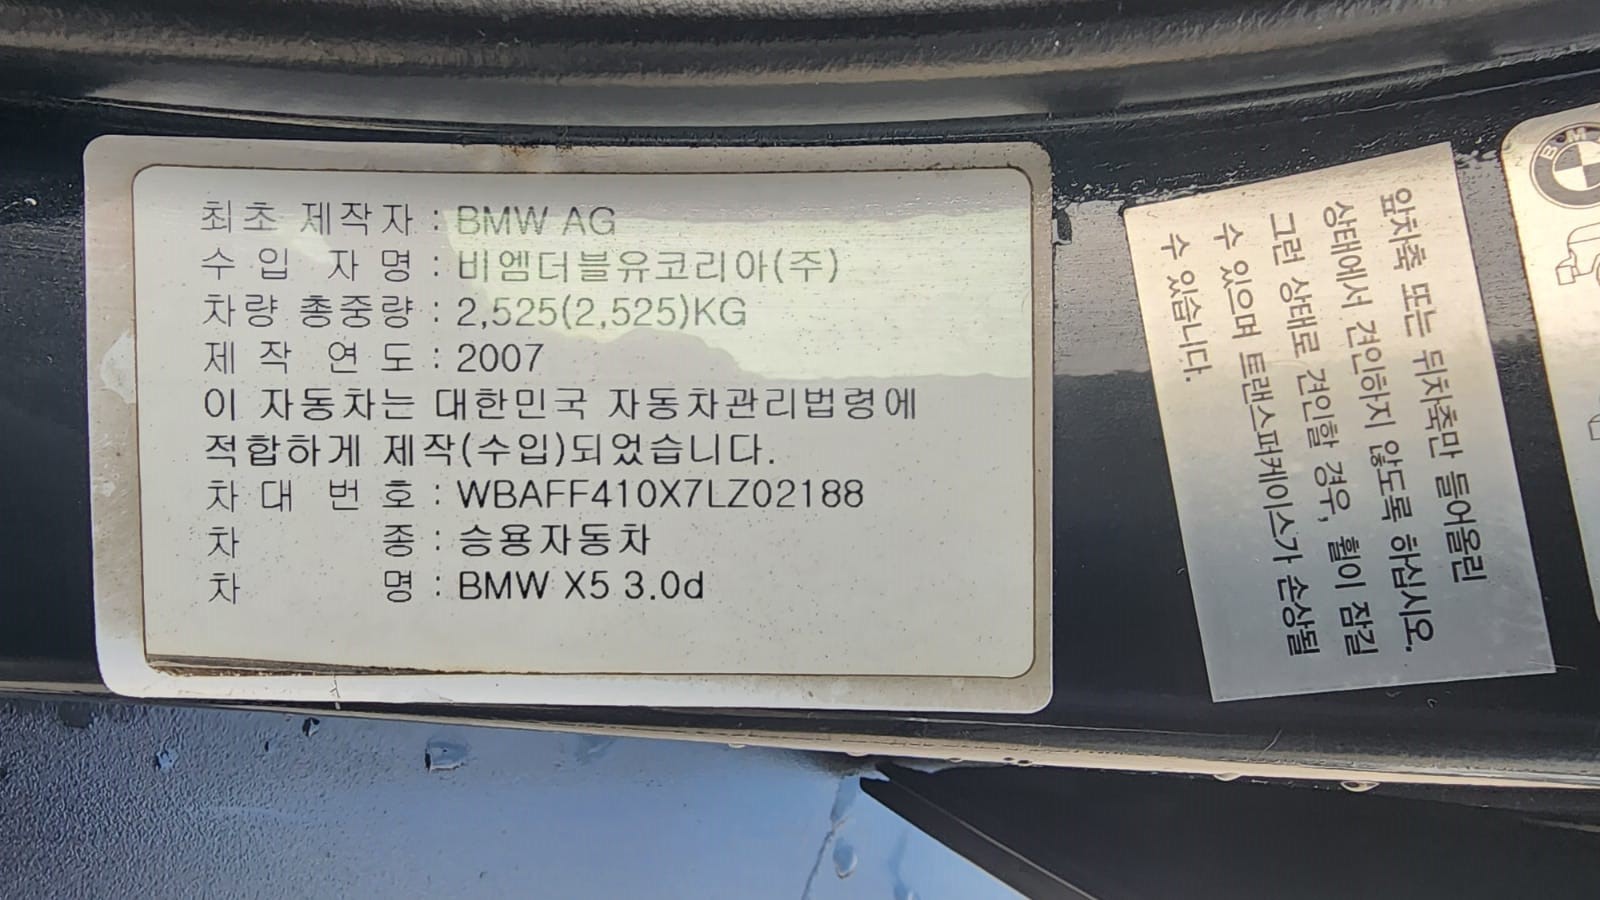 최초 제작자 : BMW AG
수 입 자 명 : 비엠더블유코리아(주)
차량 총중량 : 2,525(2,525)KG
제 작 연 도 : 2007
이 자동차는 대한민국 자동차관리법령에
적합하게 제작(수입)되었습니다.
차 대 번 호 : WBAFF410X7LZ02188
차 종 : 승용자동차
차 명 : BMW X5 3.0d
앞차축 또는 뒤차축만 들어올린
상태에서 견인하지 않도록 하십시오.
그런 상태로 견인할 경우, 휠이 잠길
수 있으며 트랜스퍼케이스가 손상될
수 있습니다.
BMW